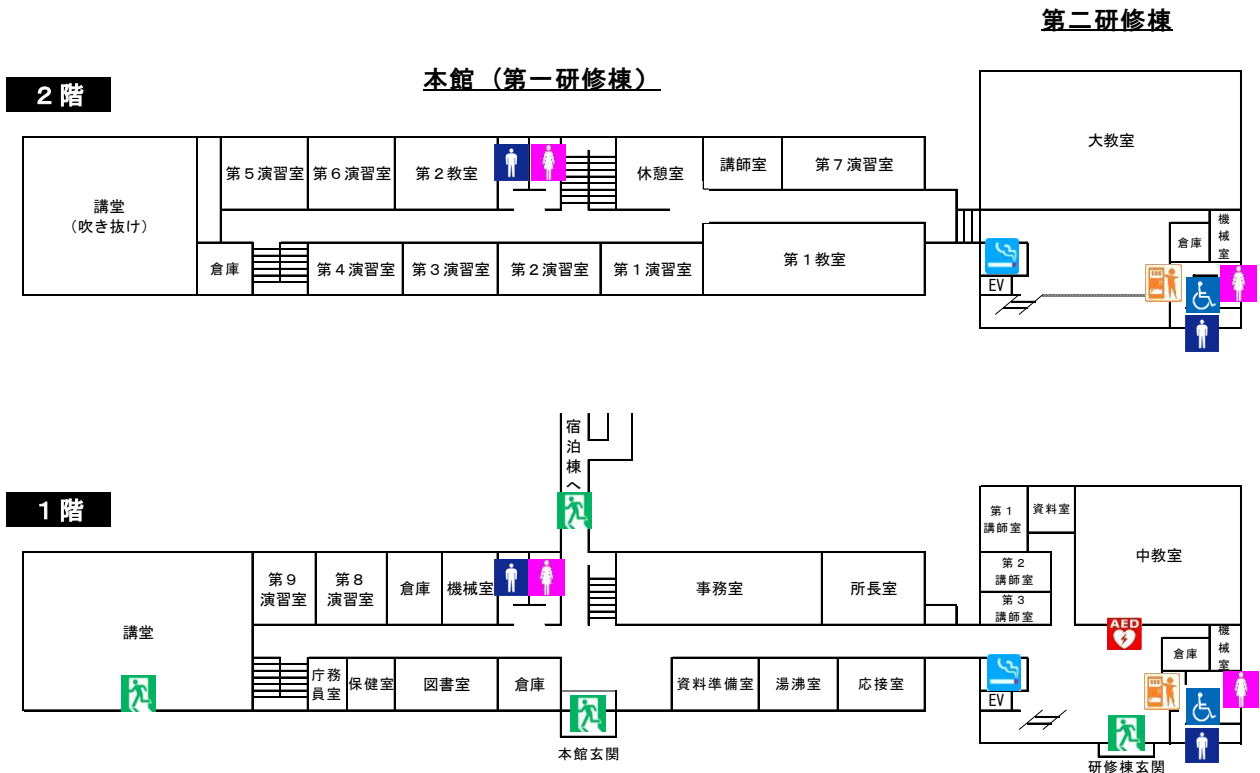 第二研修棟
本館（第一研修棟）
２階
大教室
第５演習室
第６演習室
第２教室
休憩室
講師室
第７演習室
講堂
（吹き抜け）
倉庫
第４演習室
第３演習室
第２演習室
第１演習室
第１教室
倉庫
機
械
室
EV
宿
泊
棟
へ
１階
第１
講師室
資料室
中教室
第２
講師室
第３
講師室
第９
演習室
第８
演習室
倉庫
機械室
事務室
所長室
講堂
AED
倉庫
機
械
室
庁務
員室
保健室
図書室
倉庫
資料準備室
湯沸室
応接室
EV
本館玄関
研修棟玄関